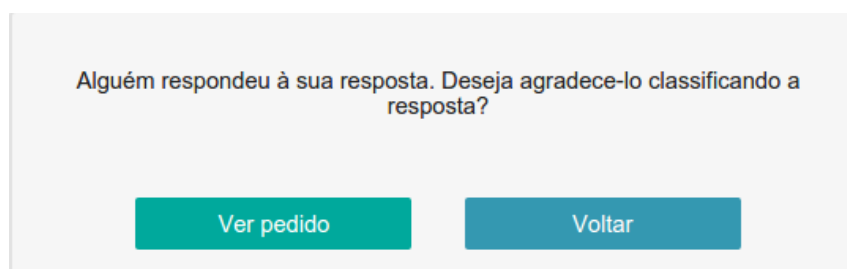 Alguém respondeu à sua resposta. Deseja agradece-lo classificando a
resposta?
Ver pedido
Voltar